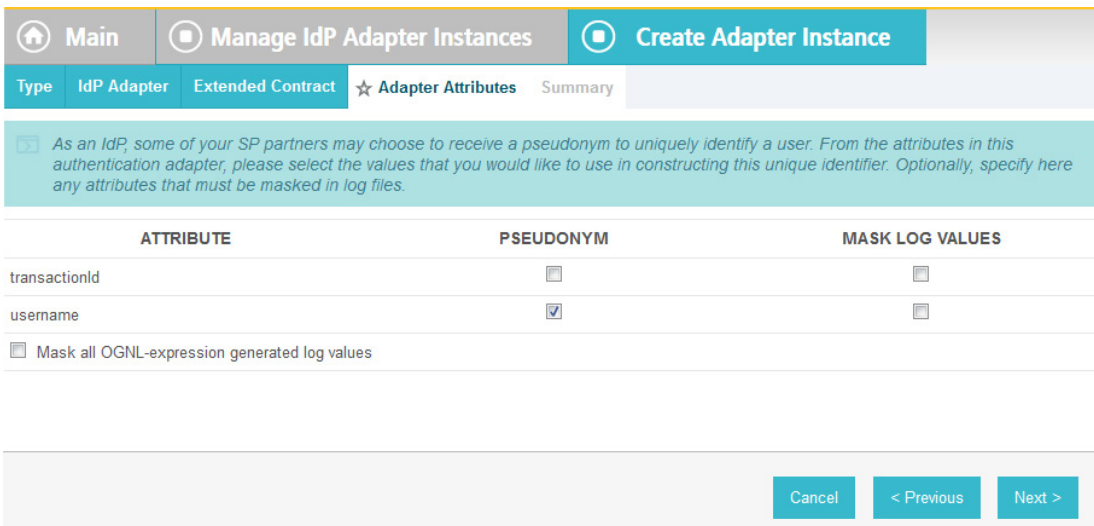 Main Manage IdP Adapter Instances Create Adapter Instance
Type IdP Adapter Extended Contract Adapter Attributes Summary
As an IdP, some of your SP partners may choose to receive a pseudonym to uniquely identify a user. From the attributes in this
authentication adapter, please select the values that you would like to use in constructing this unique identifier. Optionally, specify here
any attributes that must be masked in log files.
ATTRIBUTE PSEUDONYM MASK LOG VALUES
transactionId
username
Mask all OGNL-expression generated log values
Cancel < Previous Next >